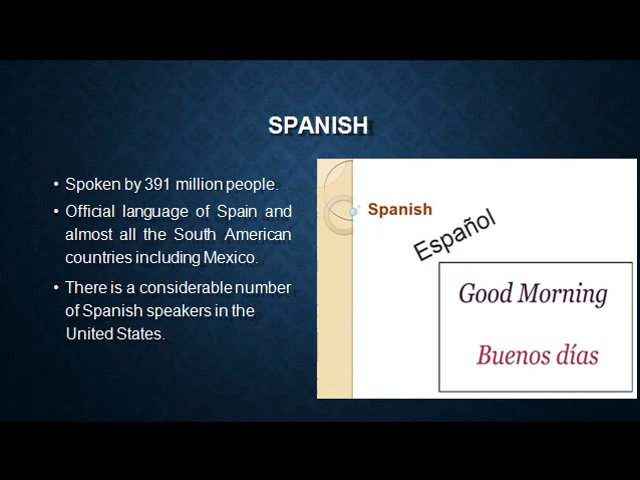 SPANISH
• Spoken by 391 million people.
• Official language of Spain and
almost all the South American
countries including Mexico.
• There is a considerable number
of Spanish speakers in the
United States.
Spanish
Español
Good Morning
Buenos días